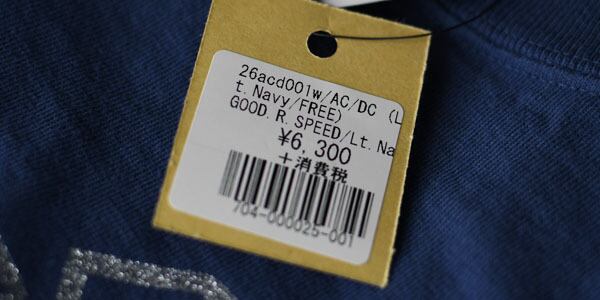 26acd001w/AC/DC (L
t.Navy/FREE)
GOOD.R.SPEED/Lt.Na
¥6,300
+消費税
704-000025-001